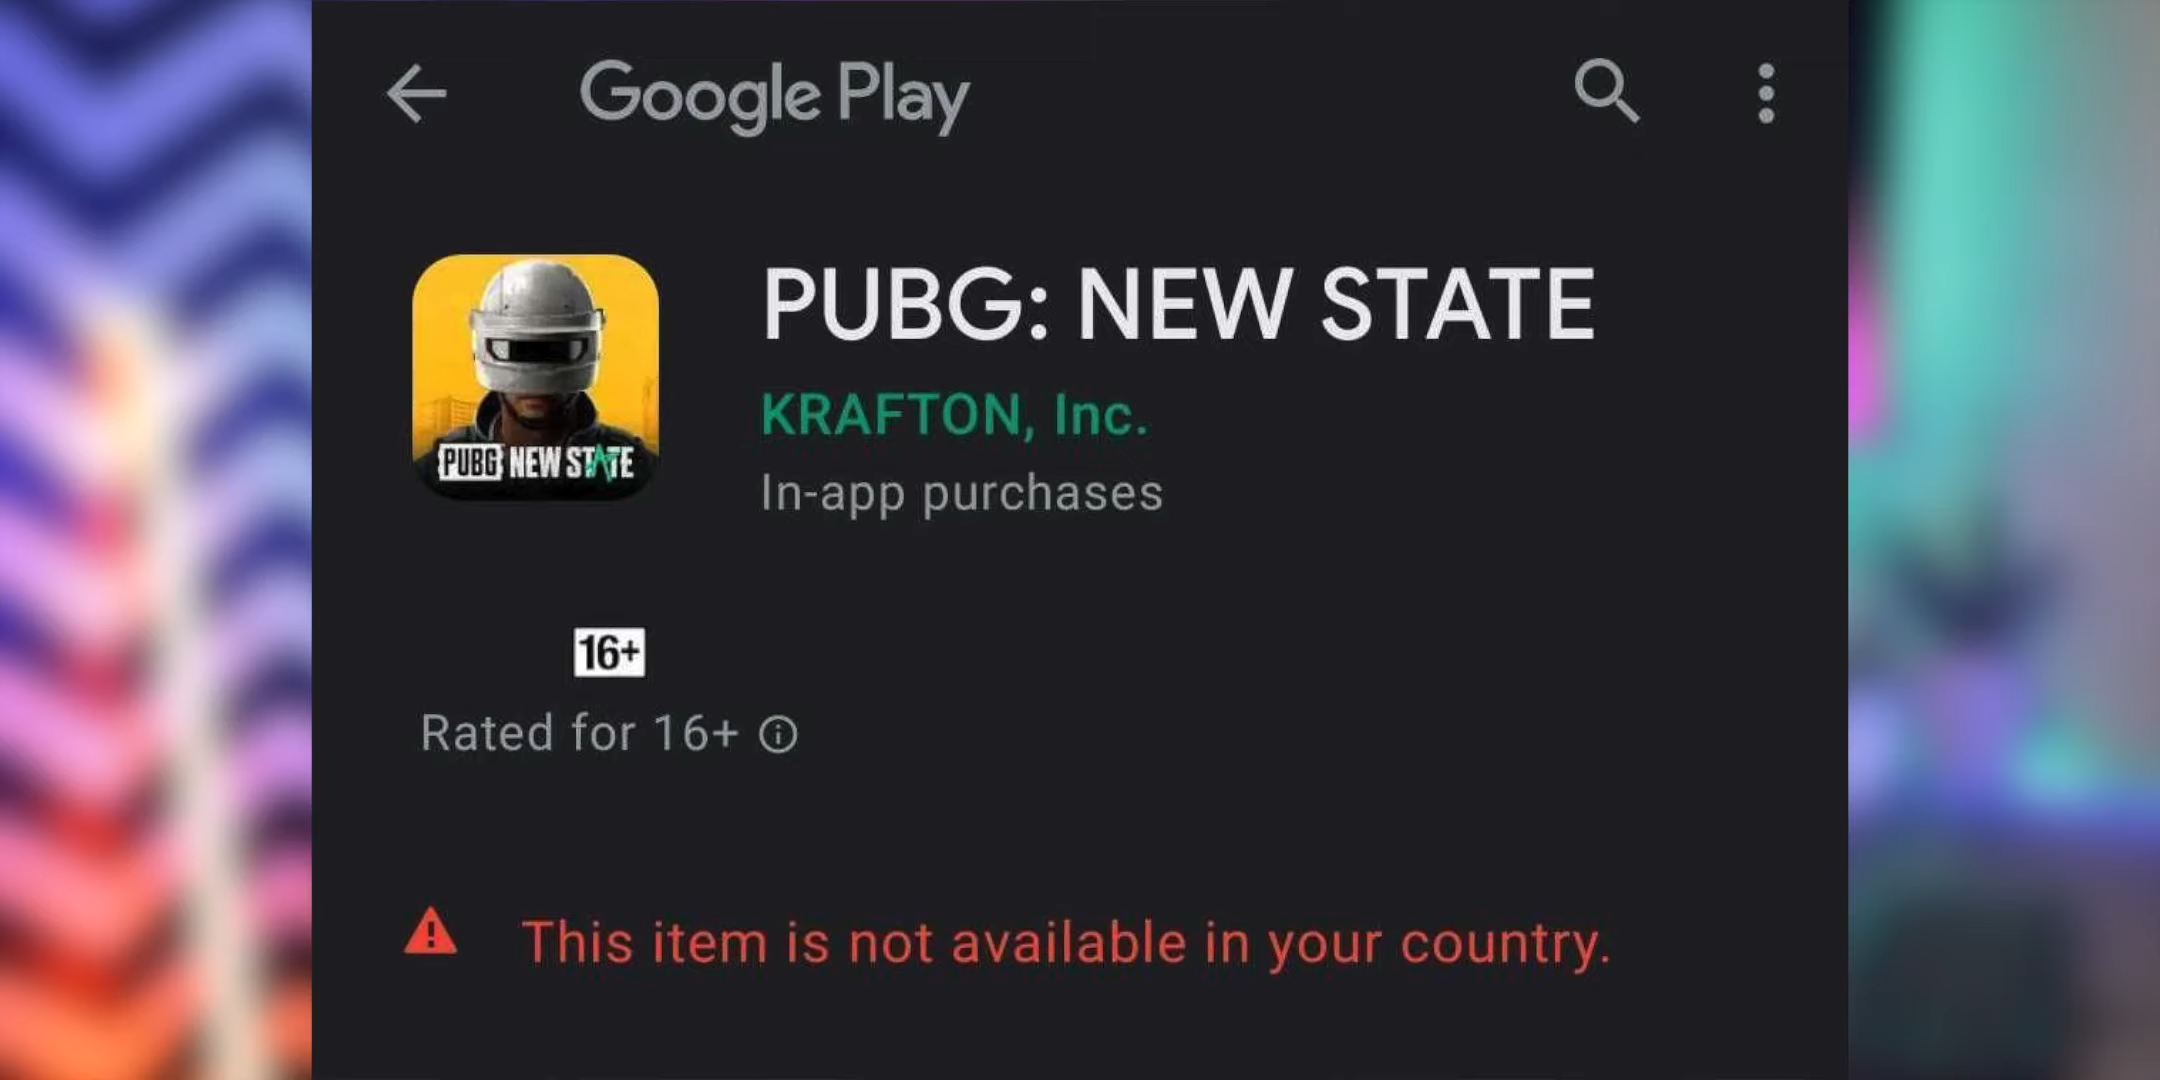 Google Play
PUBG: NEW STATE
KRAFTON, Inc.
In-app purchases
PUBG NEW STATE
16+
Rated for 16+
This item is not available in your country.